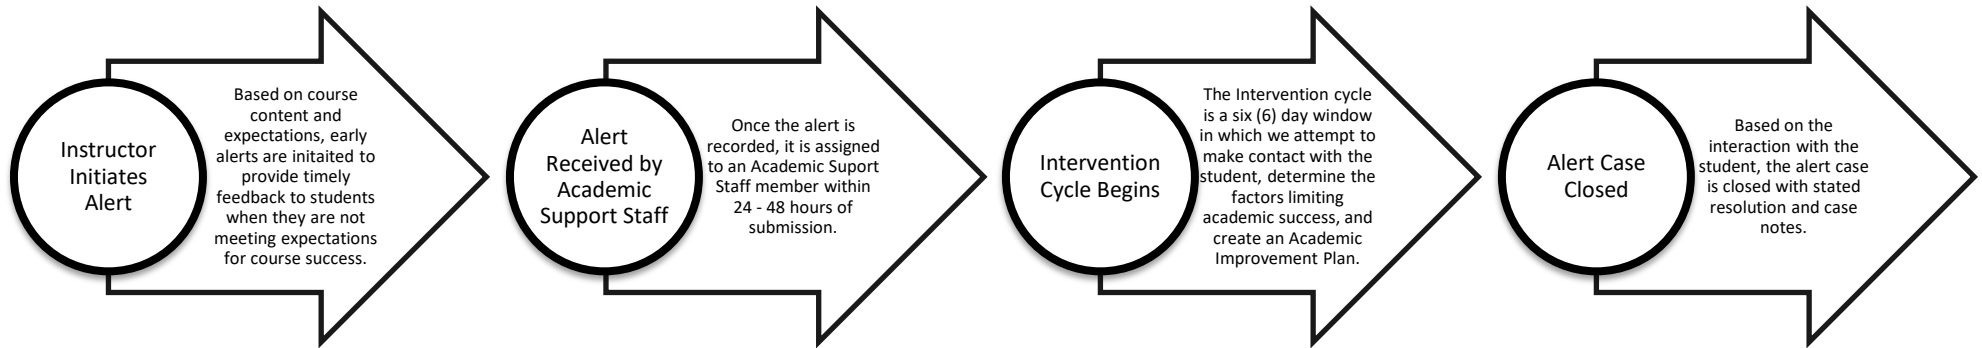 Instructor
Initiates
Alert
Based on course
content and
expectations, early
alerts are initaited to
provide timely
feedback to students
when they are not
meeting expectations
for course success.
Alert
Received by
Academic
Support Staff
Once the alert is
recorded, it is assigned
to an Academic Suport
Staff member within
24 - 48 hours of
submission.
Intervention
Cycle Begins
The Intervention cycle
is a six (6) day window
in which we attempt to
make contact with the
student, determine the
factors limiting
academic success, and
create an Academic
Improvement Plan.
Alert Case
Closed
Based on the
interaction with the
student, the alert case
is closed with stated
resolution and case
notes.